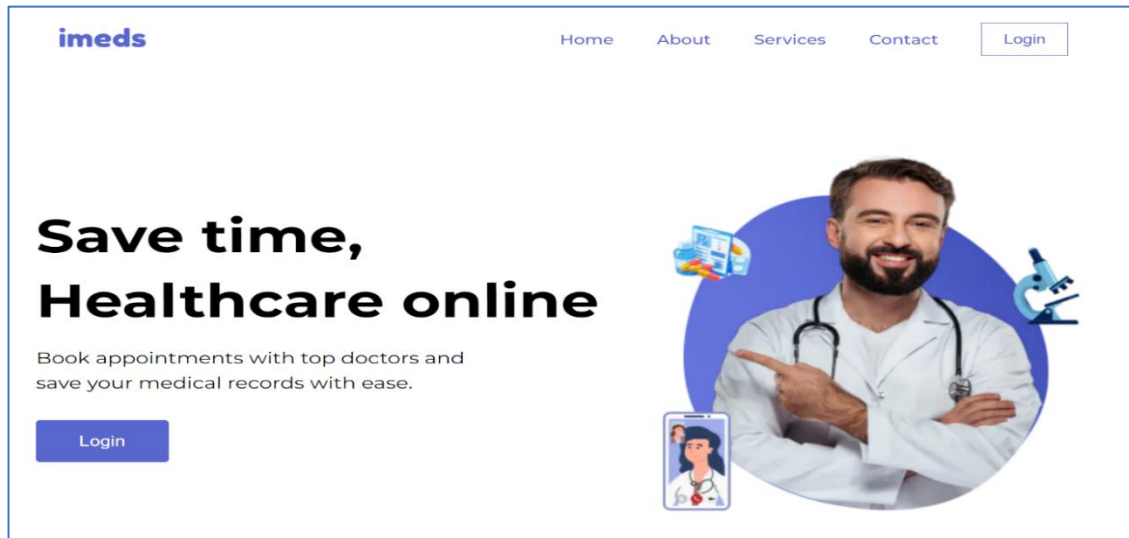 imeds
Home About Services Contact Login
Save time,
Healthcare online
Book appointments with top doctors and
save your medical records with ease.
Login